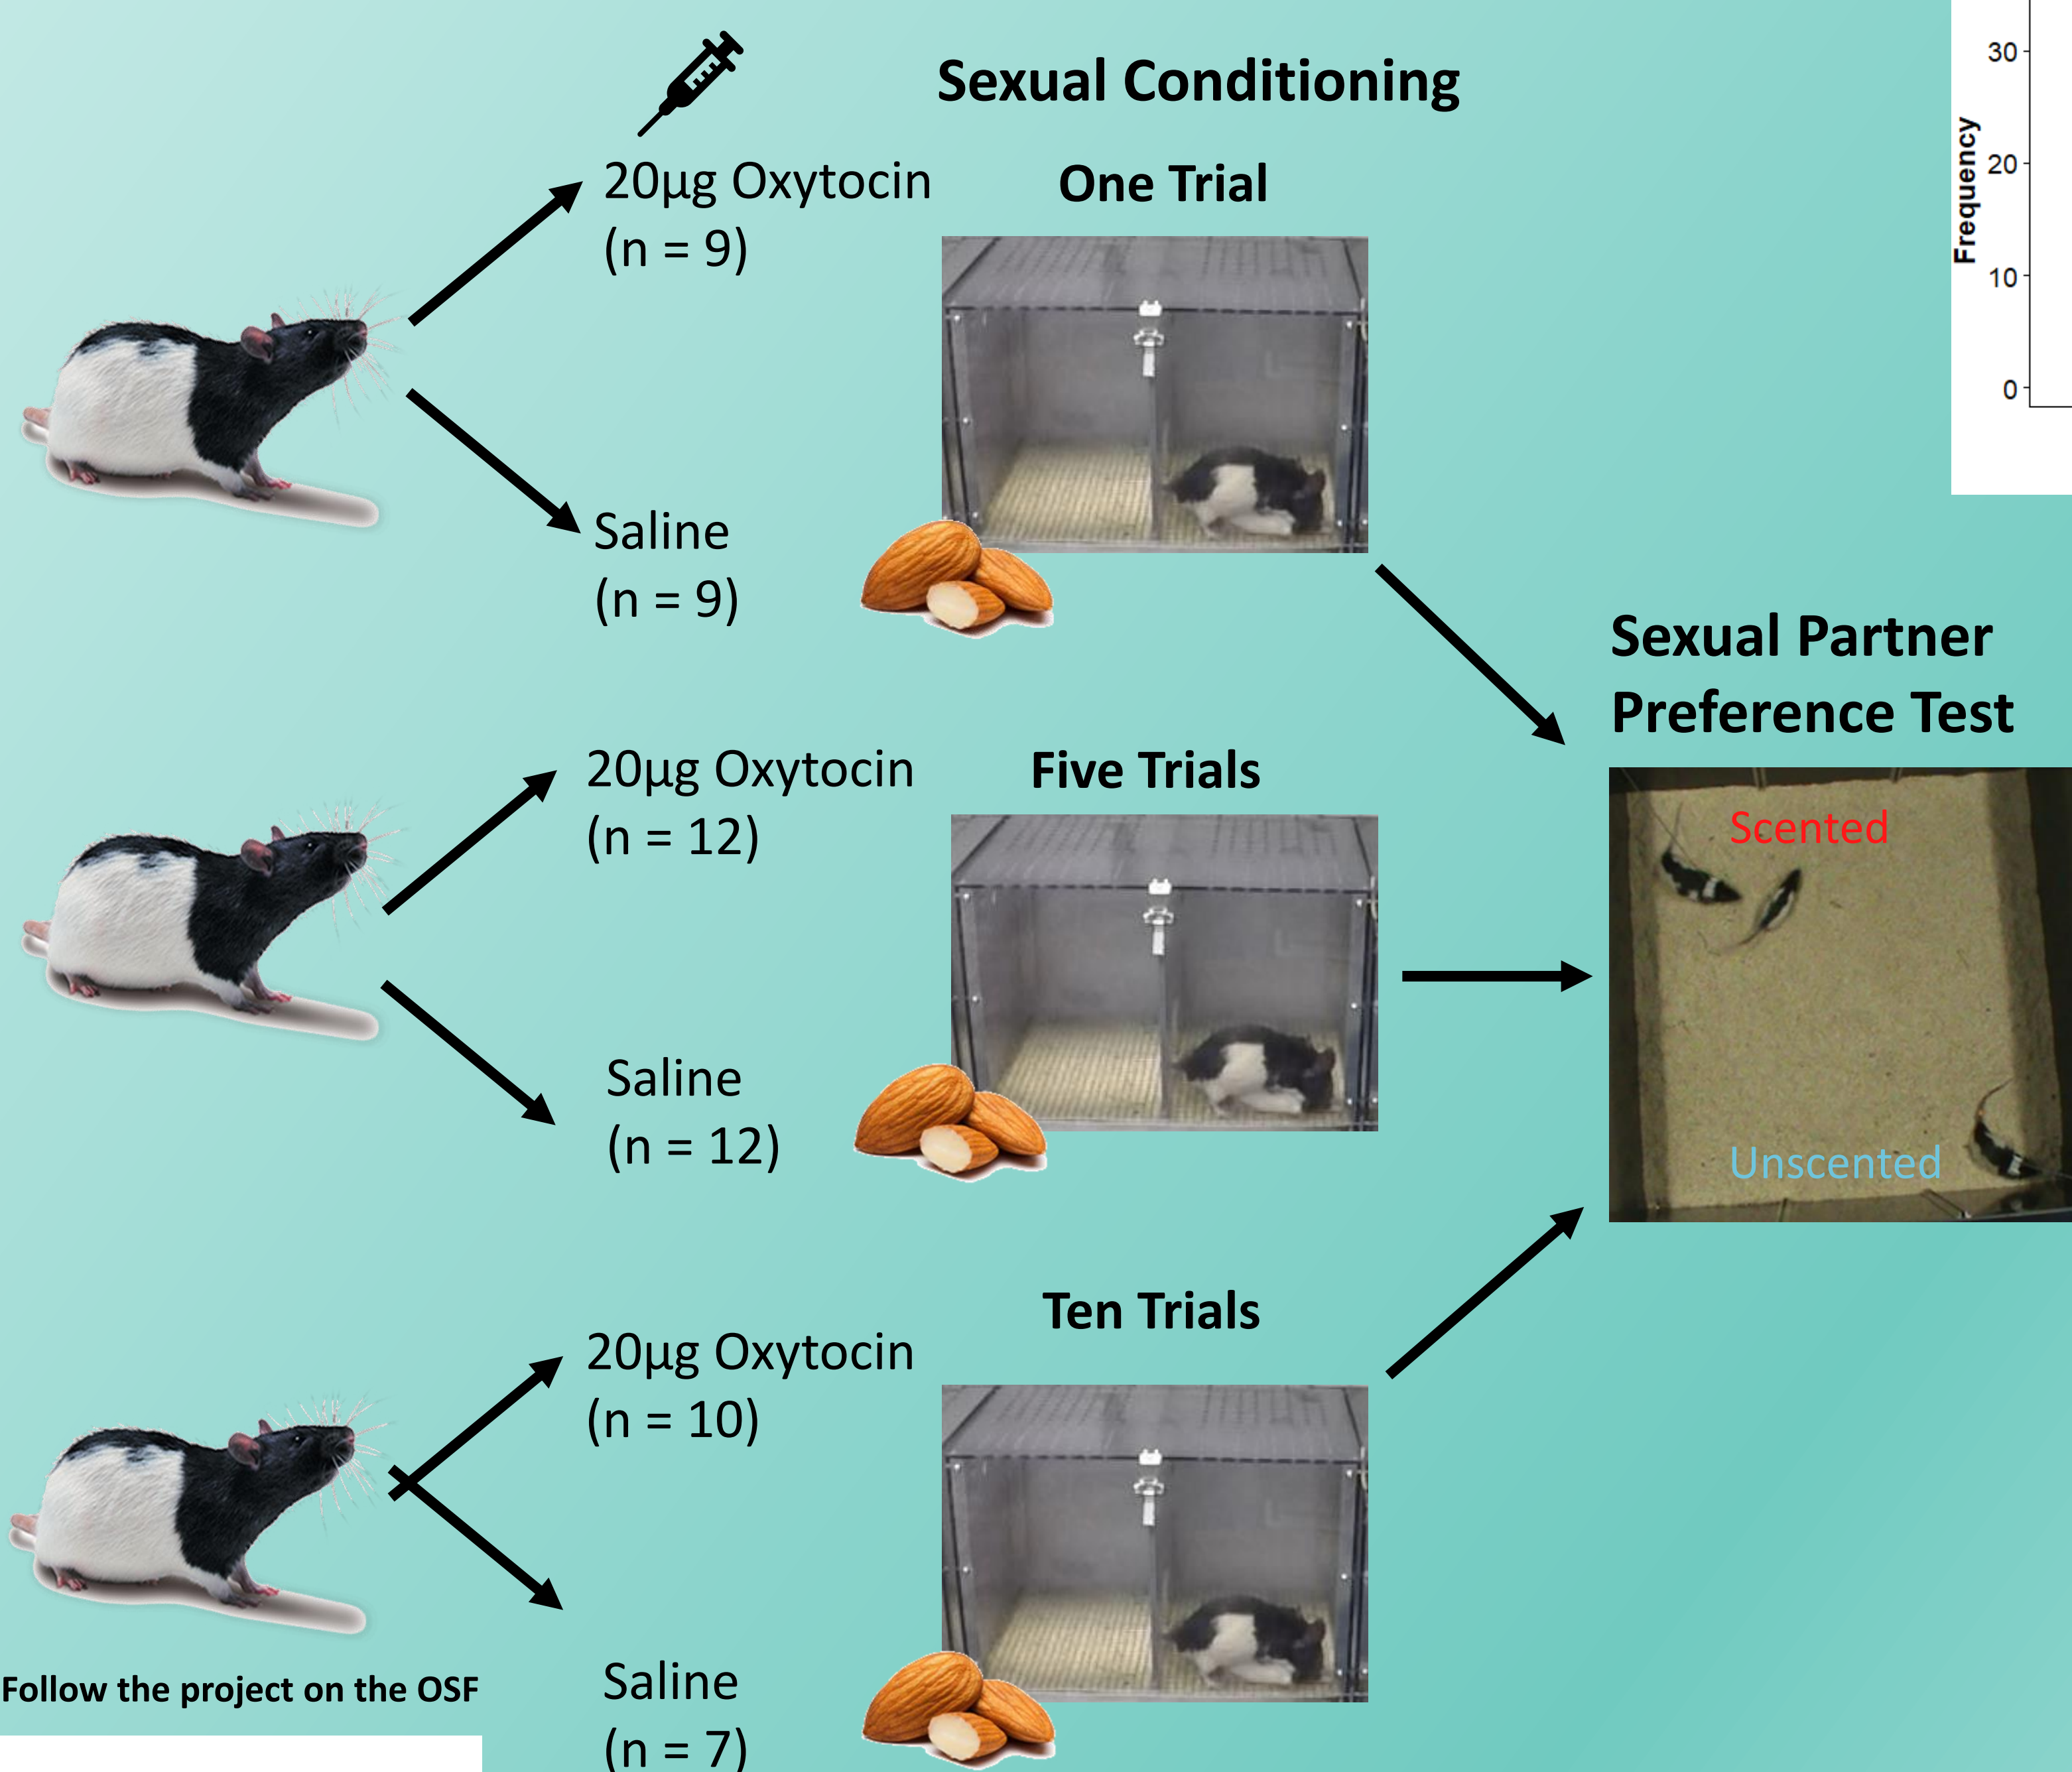 Sexual Conditioning
20µg Oxytocin
(n = 9)
One Trial
Saline
(n = 9)
20µg Oxytocin
(n = 12)
Five Trials
Saline
(n = 12)
20µg Oxytocin
(n = 10)
Ten Trials
Saline
(n = 7)
Sexual Partner
Preference Test
Scented
Unscented
Follow the project on the OSF
Frequency
30
20
10
0